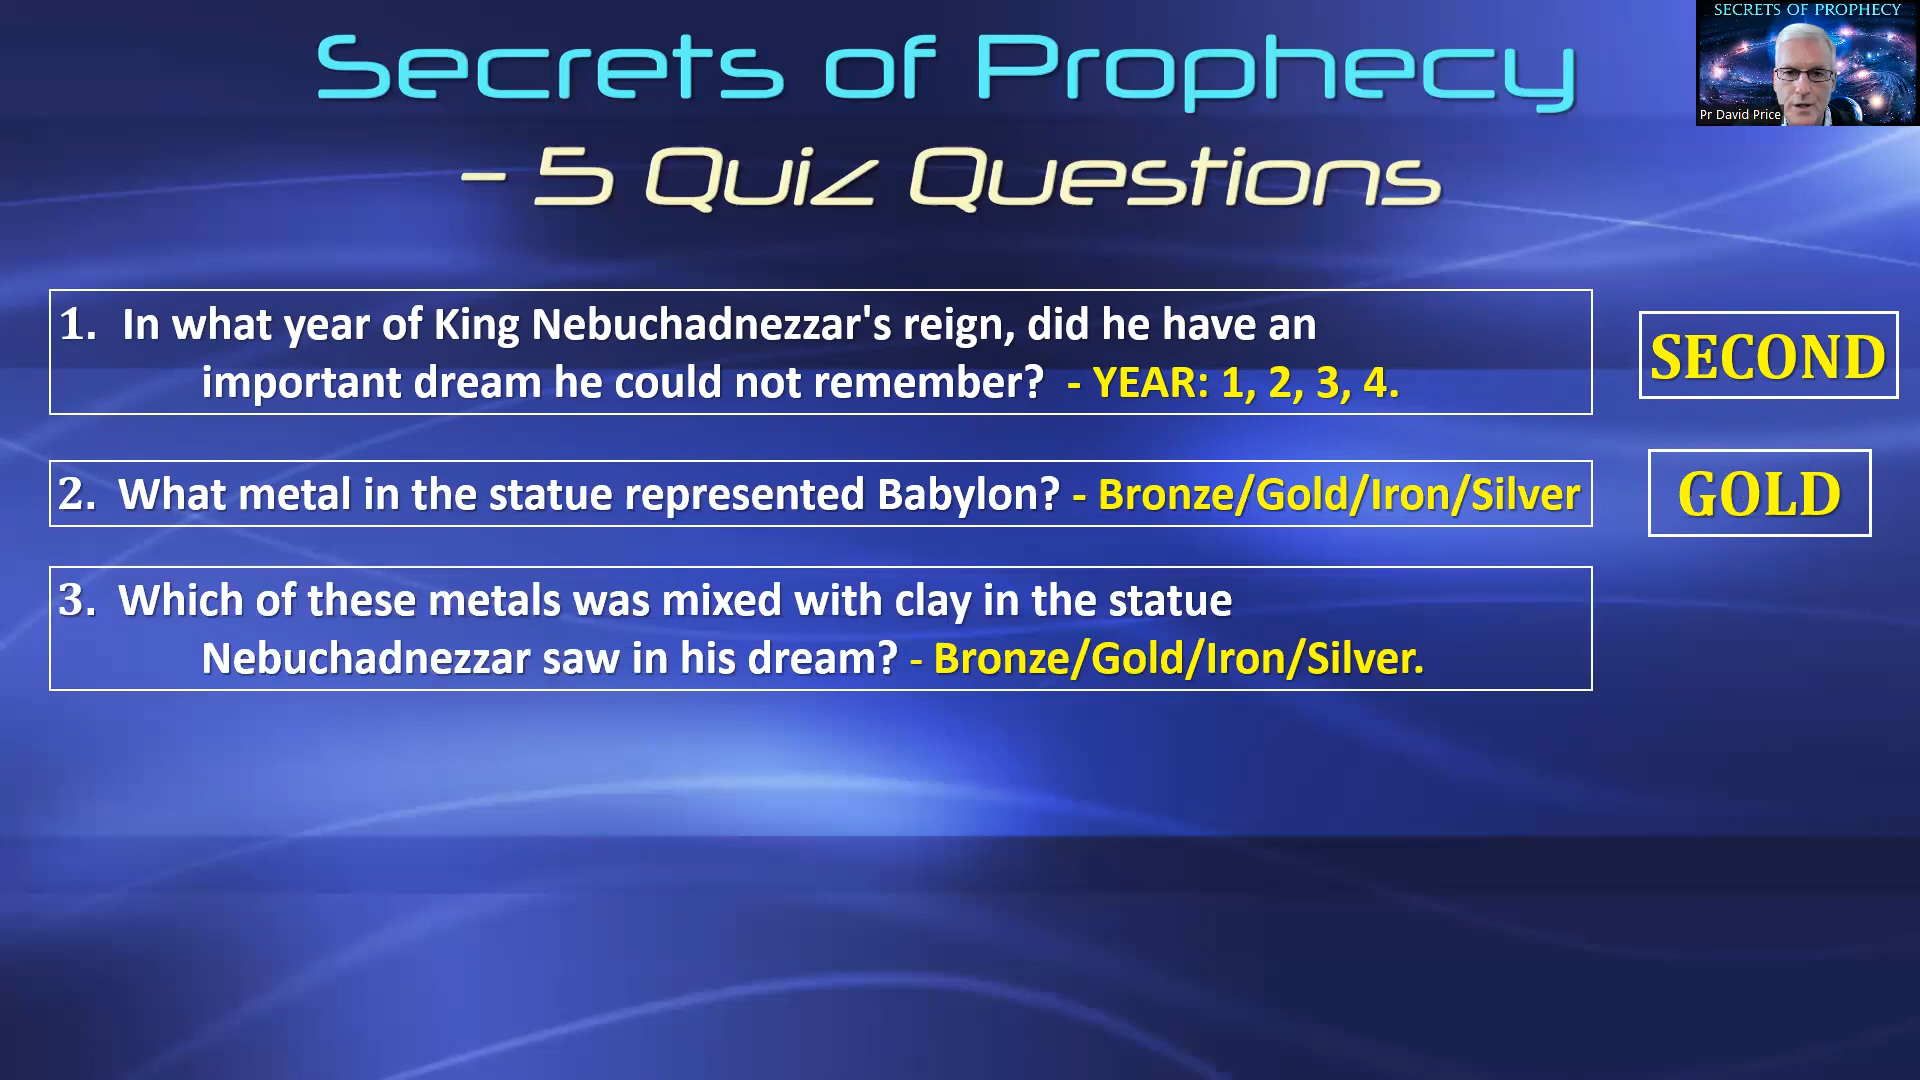 SECRETS OF PROPHECY
Pr David Price
Secrets of Prophecy
- 5 Quiz Questions
1. In what year of King Nebuchadnezzar's reign, did he have an
important dream he could not remember? - YEAR: 1, 2, 3, 4.
SECOND
2. What metal in the statue represented Babylon? - Bronze/Gold/Iron/Silver
GOLD
3. Which of these metals was mixed with clay in the statue
Nebuchadnezzar saw in his dream? - Bronze/Gold/Iron/Silver.